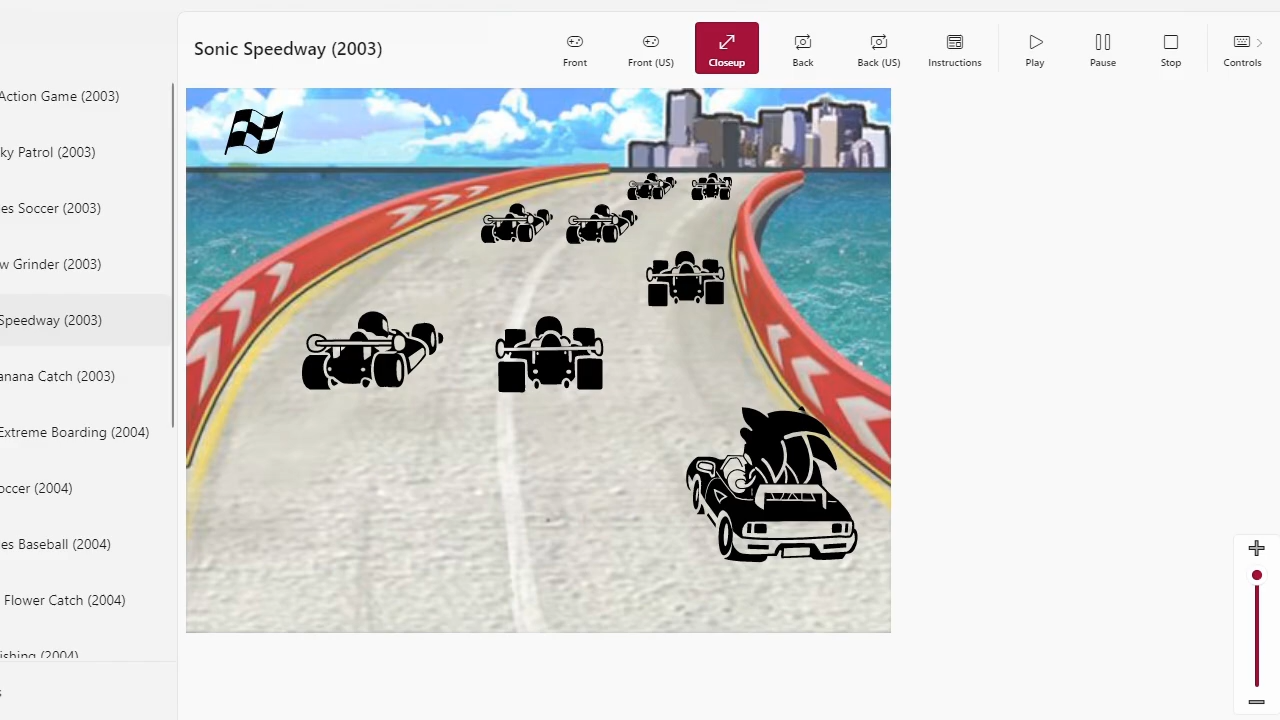 Sonic Speedway (2003)
Front
Front (US)
Closeup
Back
Back (US)
Instructions
Play
Pause
Stop
Controls
Action Game (2003)
ky Patrol (2003)
es Soccer (2003)
w Grinder (2003)
Speedway (2003)
anana Catch (2003)
Extreme Boarding (2004)
occer (2004)
es Baseball (2004)
Flower Catch (2004)
ishing (2004)
s